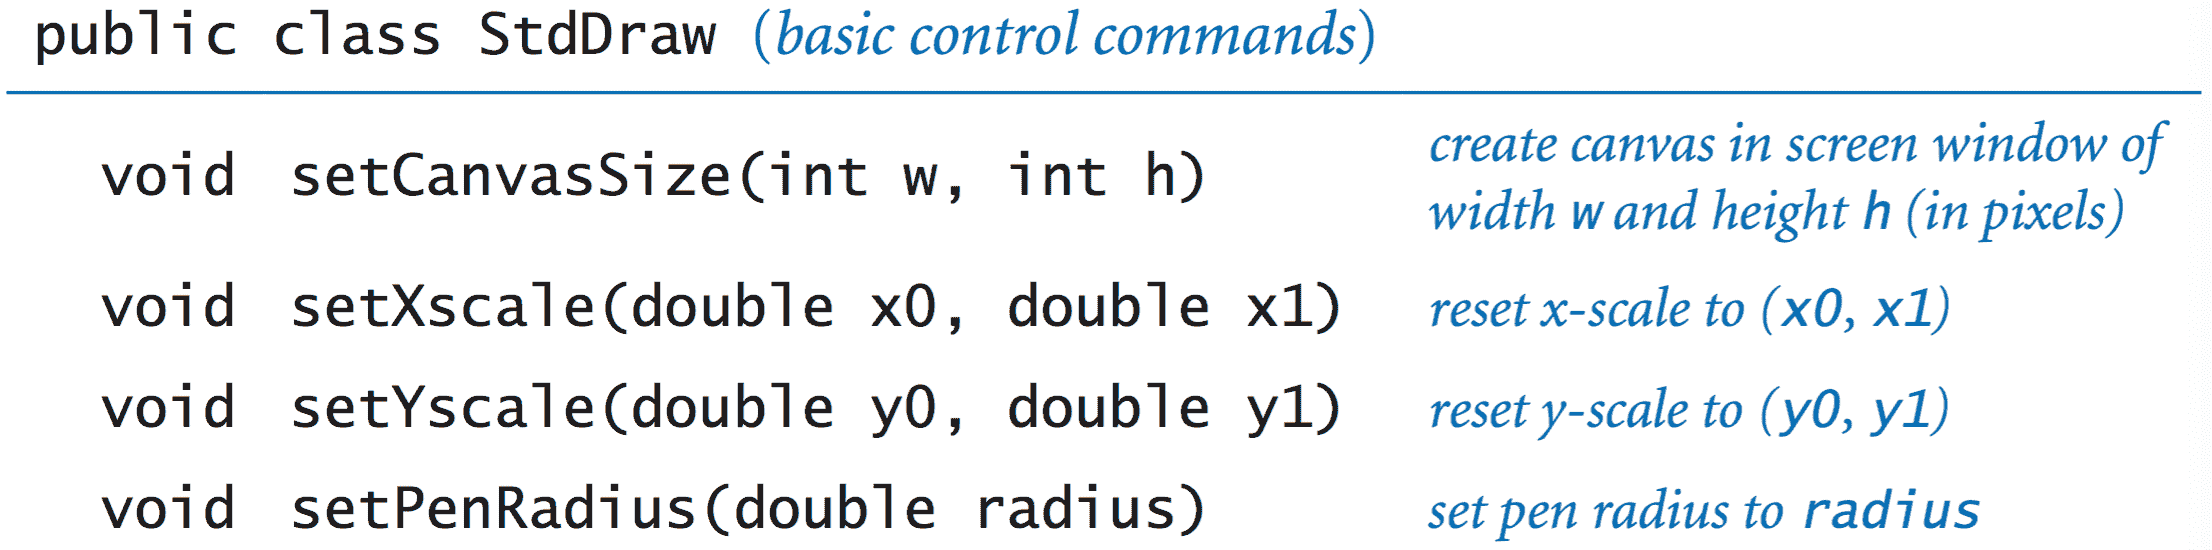 public class StdDraw (basic control commands)
void setCanvasSize(int w, int h) create canvas in screen window of
width w and height h (in pixels)
void setXscale(double x0, double x1) reset x-scale to (x0, x1)
void setYscale(double y0, double y1) reset y-scale to (y0, y1)
void setPenRadius(double radius) set pen radius to radius